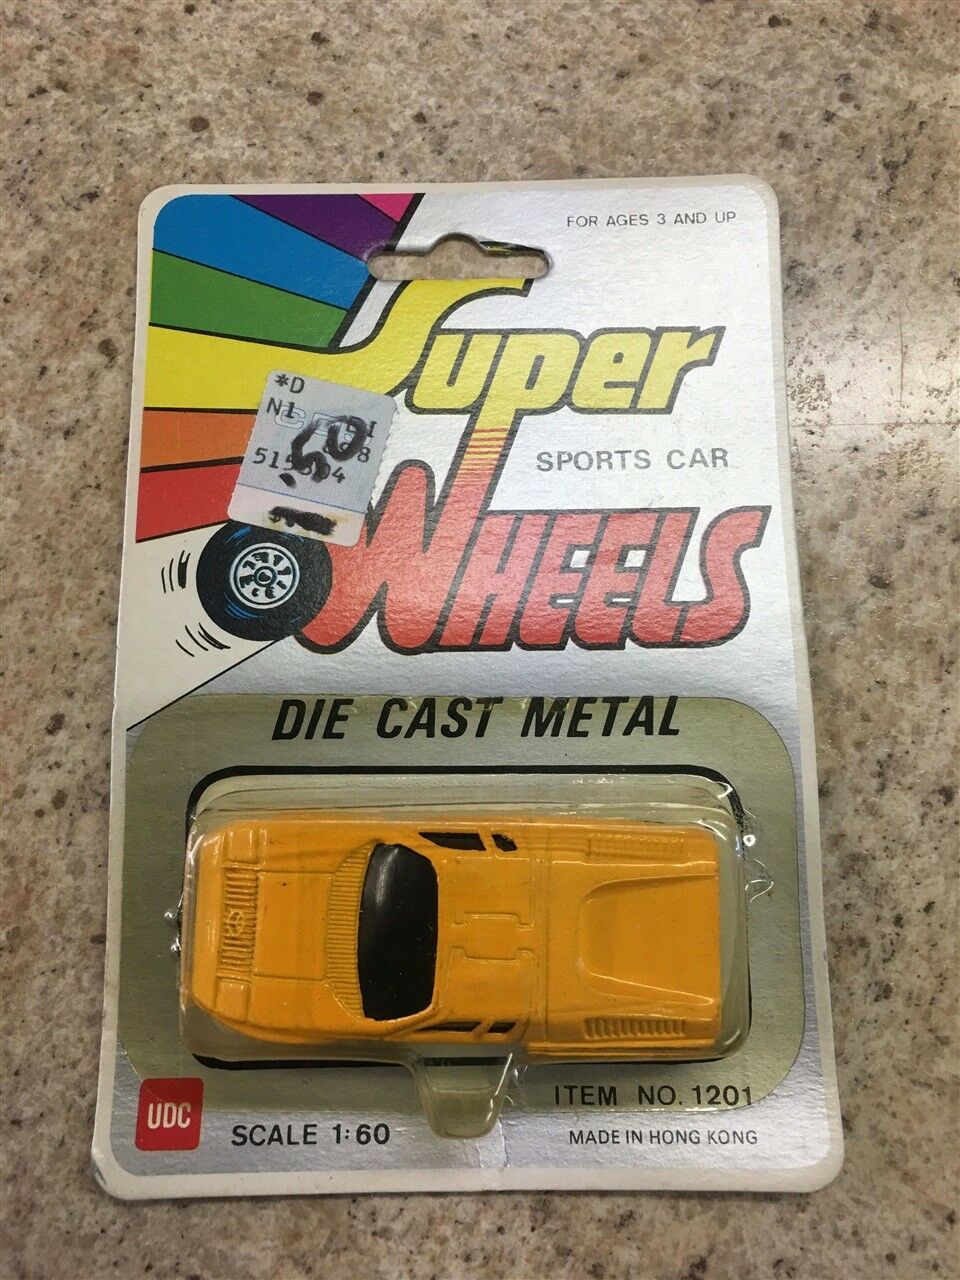 FOR AGES 3 AND UP
Super
SPORTS CAR
WHEELS
*D
N1
DIE CAST METAL
UDC
SCALE 1:60
ITEM NO. 1201
MADE IN HONG KONG